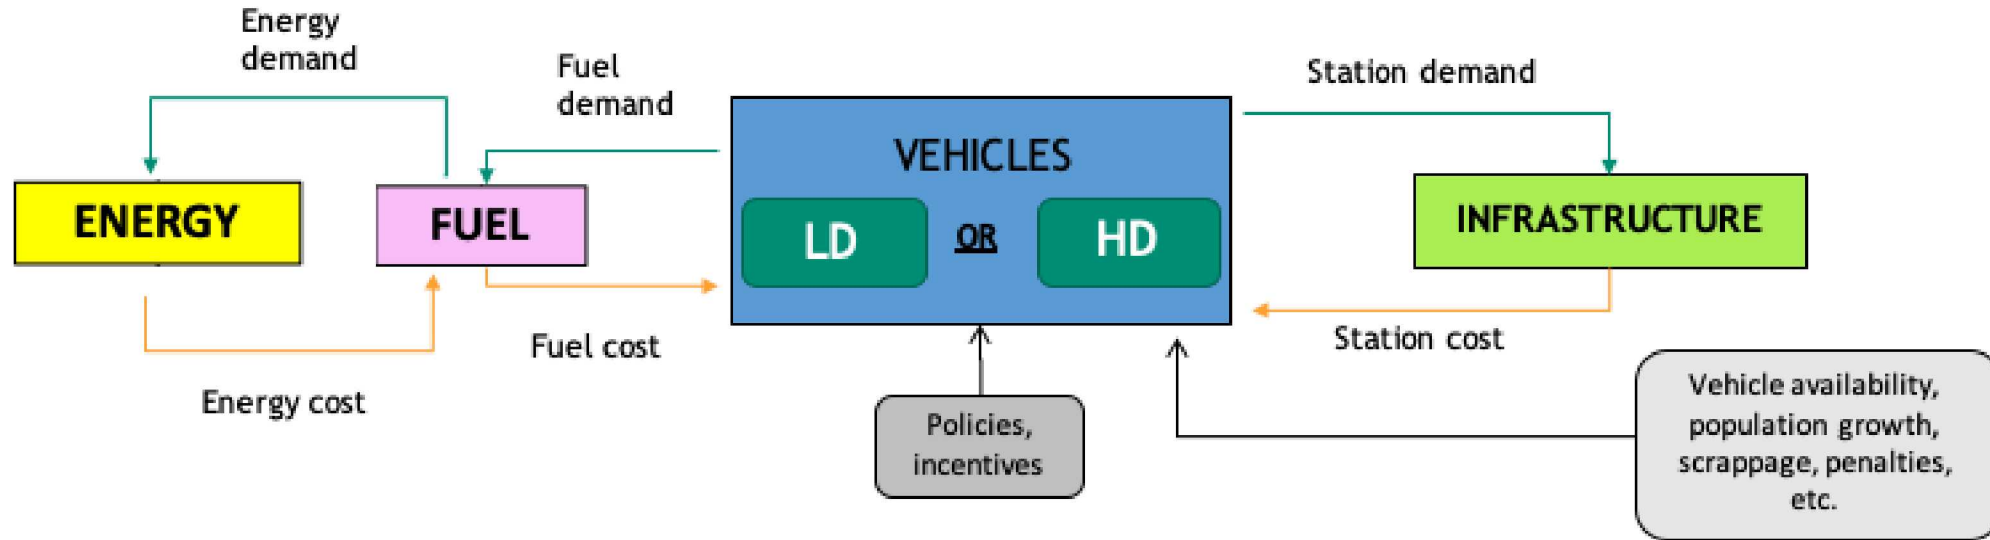 Energy
demand
Fuel
demand
Station demand
VEHICLES
ENERGY
FUEL
LD
OR
HD
INFRASTRUCTURE
Fuel cost
Station cost
Energy cost
Policies,
incentives
Vehicle availability,
population growth,
scrappage, penalties,
etc.